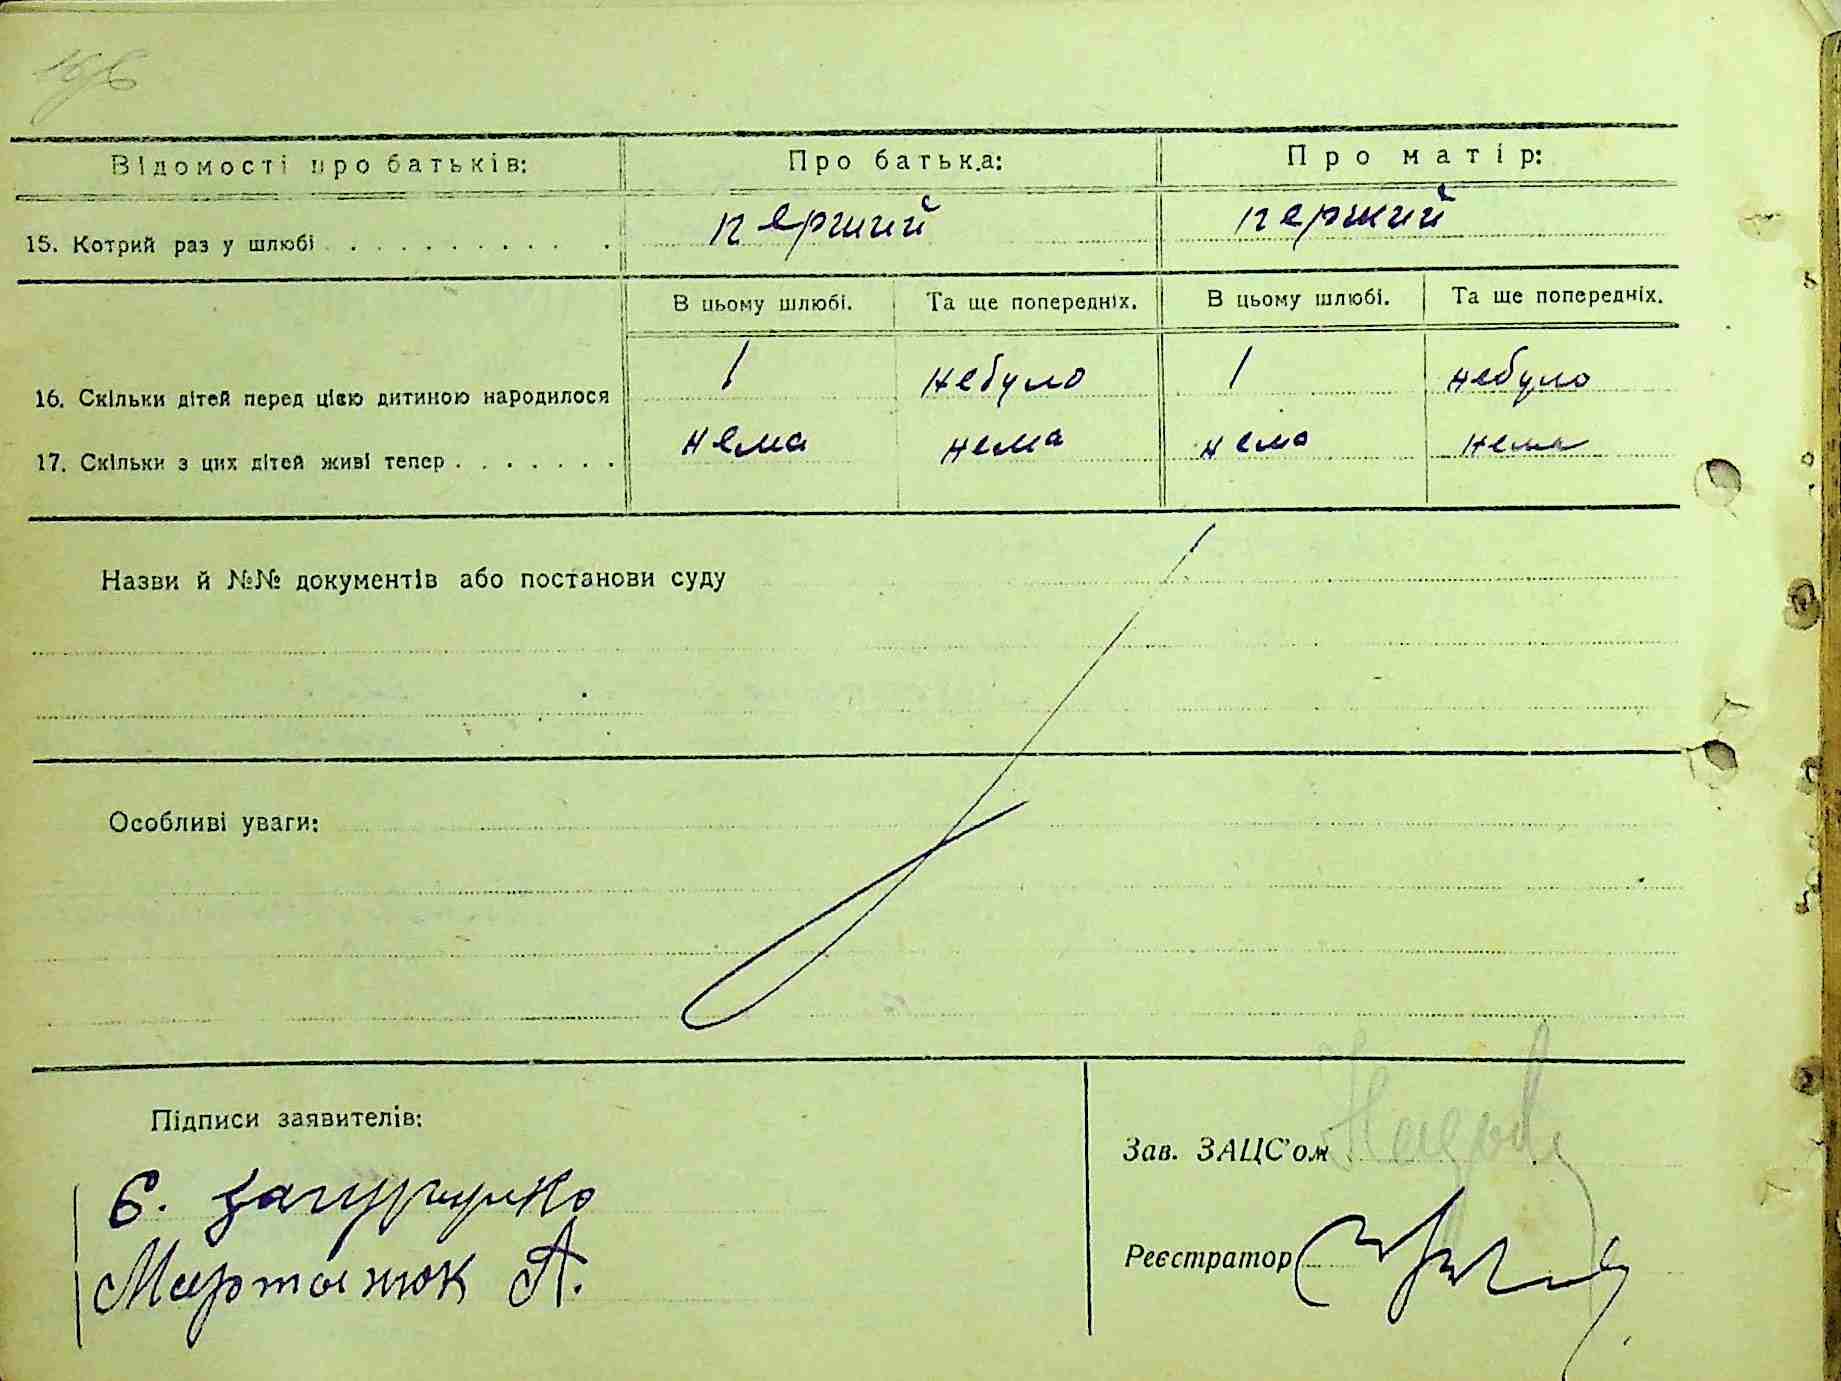 Відомості про батьків: Про батька: Про матір:
15. Котрий раз у шлюбі перший перший
В цьому шлюбі. Та ще попередніх. В цьому шлюбі. Та ще попередніх.
16. Скільки дітей перед цією дитиною народилося 1 небуло 1 небуло
17. Скільки з цих дітей живі тепер нема нема нема нема
Назви й №№ документів або постанови суду
Особливі уваги:
Підписи заявителів:
Зав. ЗАЦС'ом
Є.
Мартинюк А.
Реєстратор